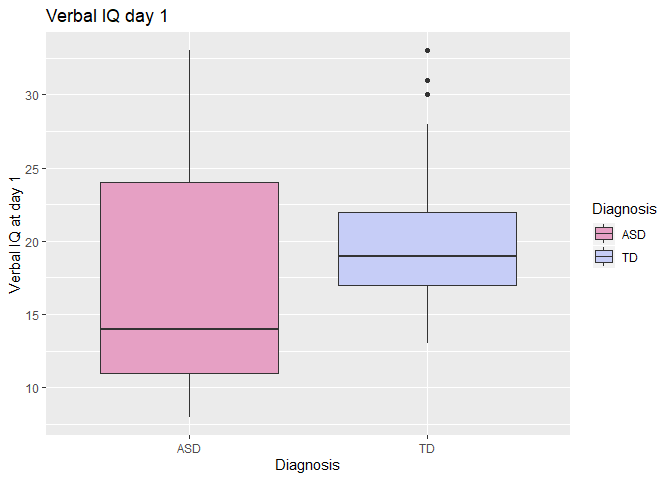 Verbal IQ day 1
Verbal IQ at day 1
30
25
20
15
10
ASD
TD
Diagnosis
Diagnosis
ASD
TD